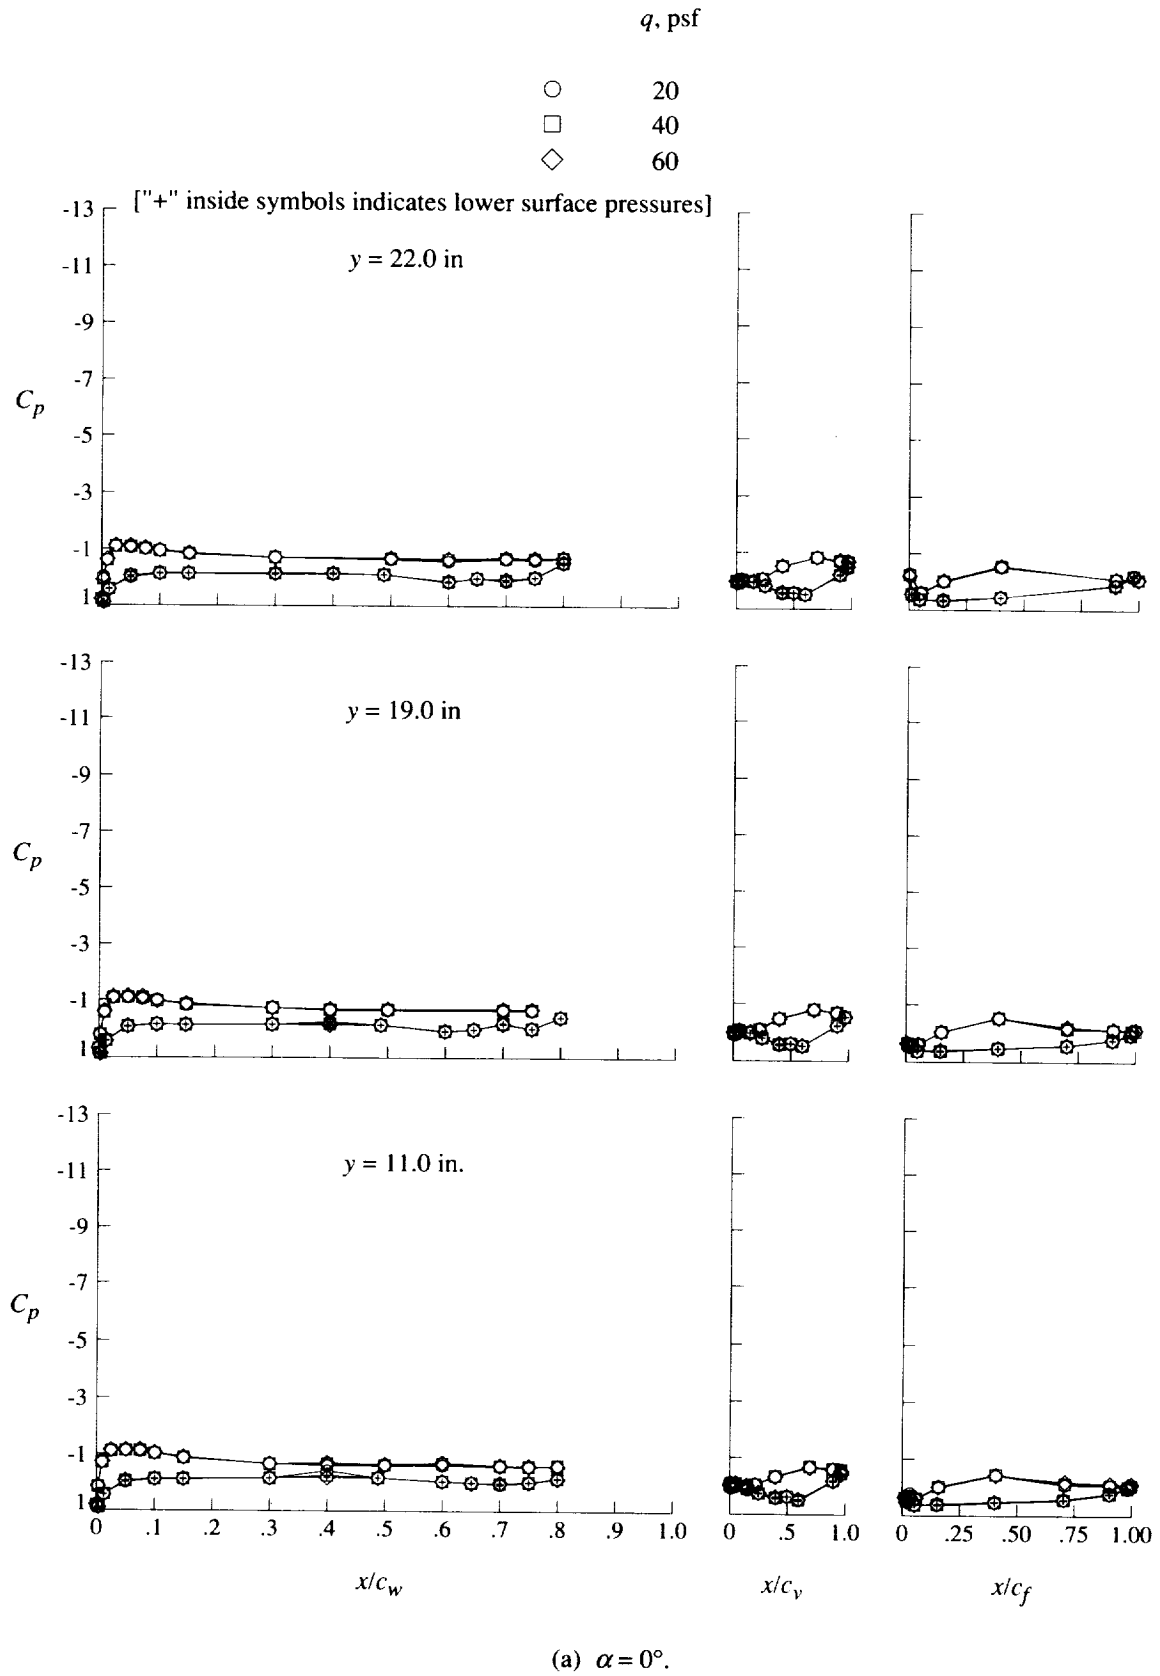 q, psf
20
40
60
["+" inside symbols indicates lower surface pressures]
y = 22.0 in
-13
-11
-9
-7
-5
-3
-1
1
C_p
y = 19.0 in
-13
-11
-9
-7
-5
-3
-1
1
C_p
y = 11.0 in.
-13
-11
-9
-7
-5
-3
-1
1
C_p
0 .1 .2 .3 .4 .5 .6 .7 .8 .9 1.0
0 .5 1.0
0 .25 .50 .75 1.00
x/c_w
x/c_v
x/c_f
(a) α = 0°.